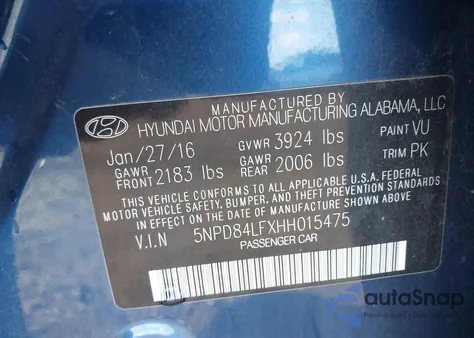 MANUFACTURED BY
HYUNDAI MOTOR MANUFACTURING ALABAMA, LLC
Jan/27/16 GVWR 3924 lbs PAINT VU
GAWR FRONT 2183 lbs GAWR REAR 2006 lbs TRIM PK
THIS VEHICLE CONFORMS TO ALL APPLICABLE U.S.A. FEDERAL
MOTOR VEHICLE SAFETY, BUMPER, AND THEFT PREVENTION STANDARDS
IN EFFECT ON THE DATE OF MANUFACTURE SHOWN ABOVE.
V.I.N 5NPD84LFXHH015475
PASSENGER CAR
autoSnap